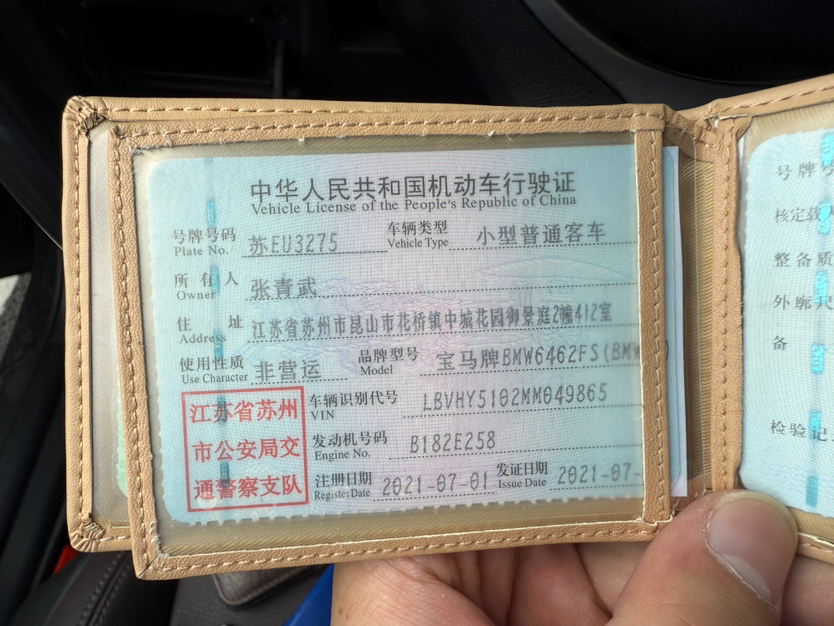 中华人民共和国机动车行驶证
Vehicle License of the People's Republic of China
号牌号码 苏EU3275 车辆类型 小型普通客车
Plate No. Vehicle Type
所有人 张青武
Owner
住址 江苏省苏州市昆山市花桥镇中城花园御景庭2幢412室
Address
使用性质 非营运 品牌型号 宝马牌BMW6462FS(BMW
Use Character Model
江苏省苏州
市公安局交
通警察支队
车辆识别代号 LBVHY5102MM049865
VIN
发动机号码 B182E258
Engine No.
注册日期 2021-07-01 发证日期 2021-07-
Register Date Issue Date
号牌号
核定载
整备质
外廓尺
备
检验记